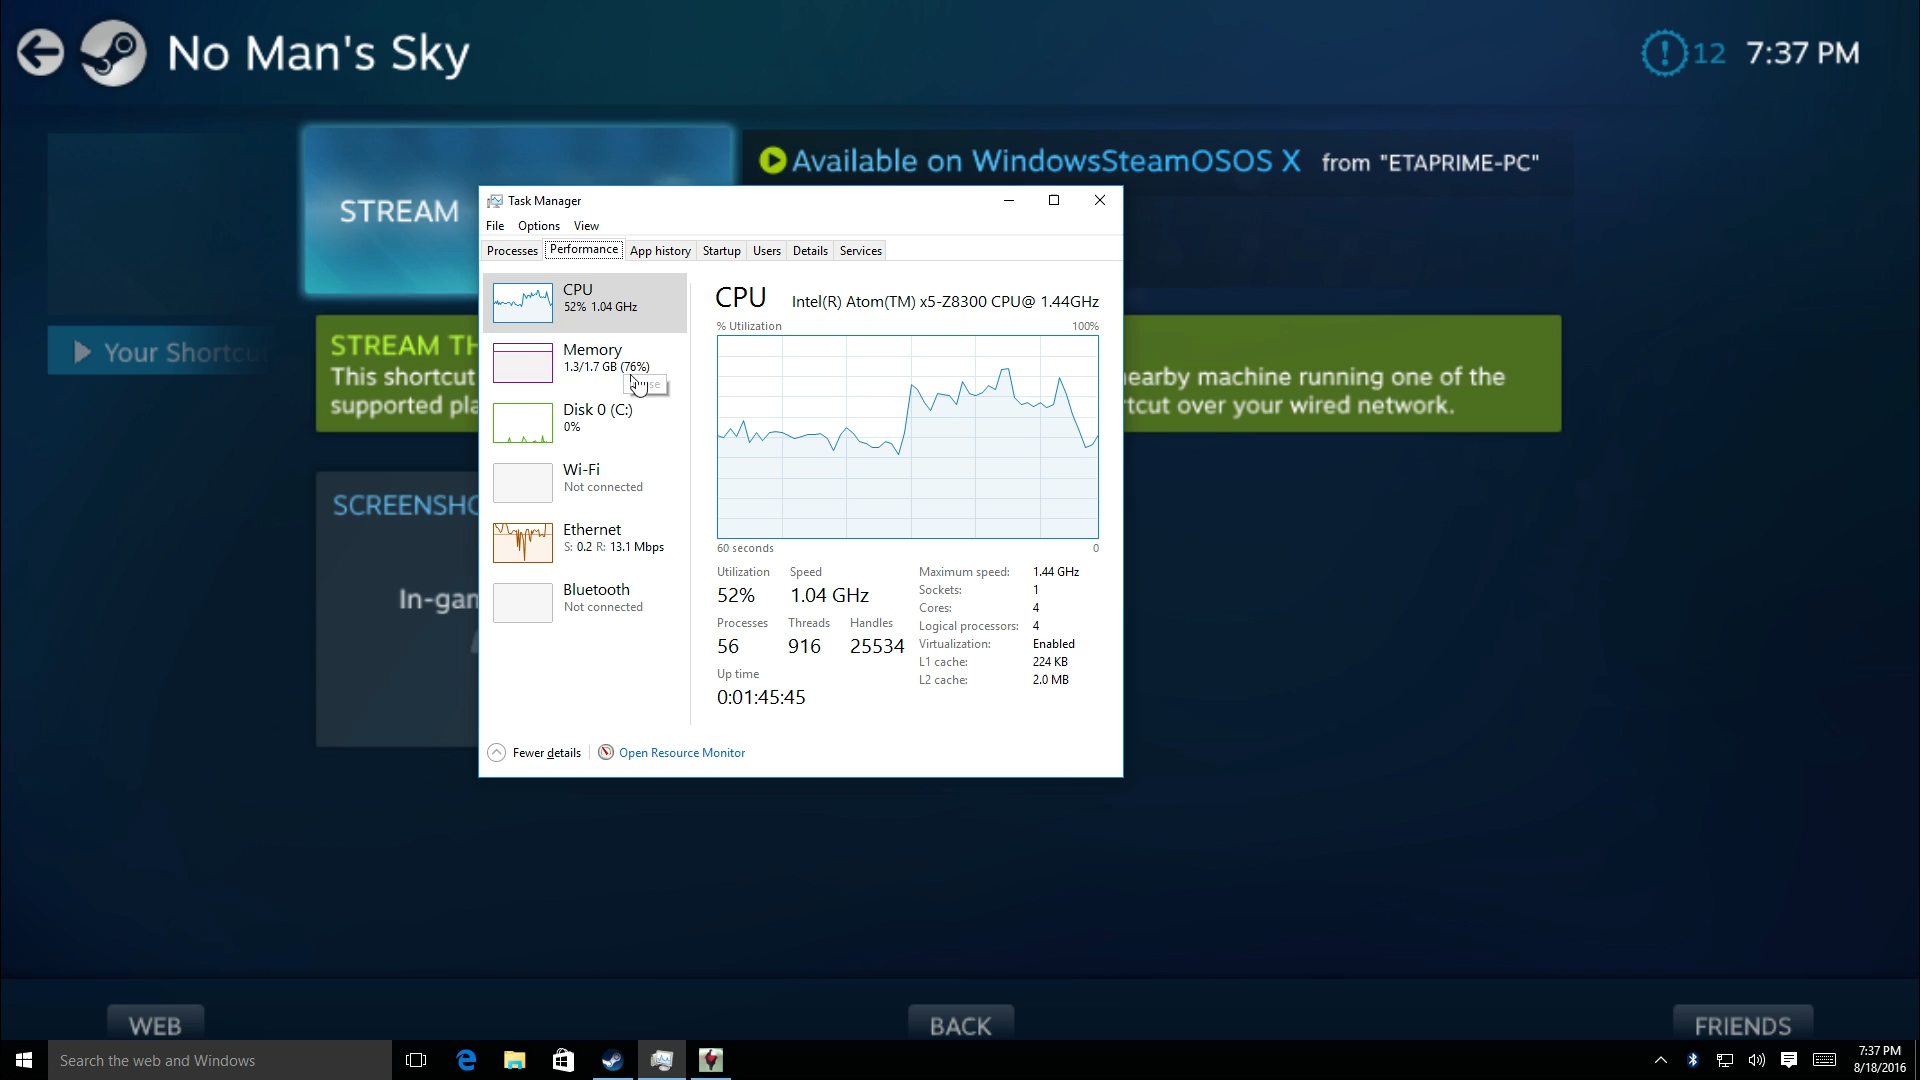 No Man's Sky
12 7:37 PM
STREAM
Available on WindowsSteamOSOS X from "ETAPRIME-PC"
Your Shortcu
STREAM TH
This shortcut
supported pla
nearby machine running one of the
tcut over your wired network.
SCREENSHO
In-gam
Task Manager
File Options View
Processes Performance App history Startup Users Details Services
CPU
52% 1.04 GHz
Memory
1.3/1.7 GB (76%)
Disk 0 (C:)
0%
Wi-Fi
Not connected
Ethernet
S: 0.2 R: 13.1 Mbps
Bluetooth
Not connected
CPU Intel(R) Atom(TM) x5-Z8300 CPU@ 1.44GHz
% Utilization 100%
60 seconds 0
Utilization Speed
52% 1.04 GHz
Processes Threads Handles
56 916 25534
Up time
0:01:45:45
Maximum speed: 1.44 GHz
Sockets: 1
Cores: 4
Logical processors: 4
Virtualization: Enabled
L1 cache: 224 KB
L2 cache: 2.0 MB
Fewer details Open Resource Monitor
WEB BACK FRIENDS
Search the web and Windows
7:37 PM
8/18/2016